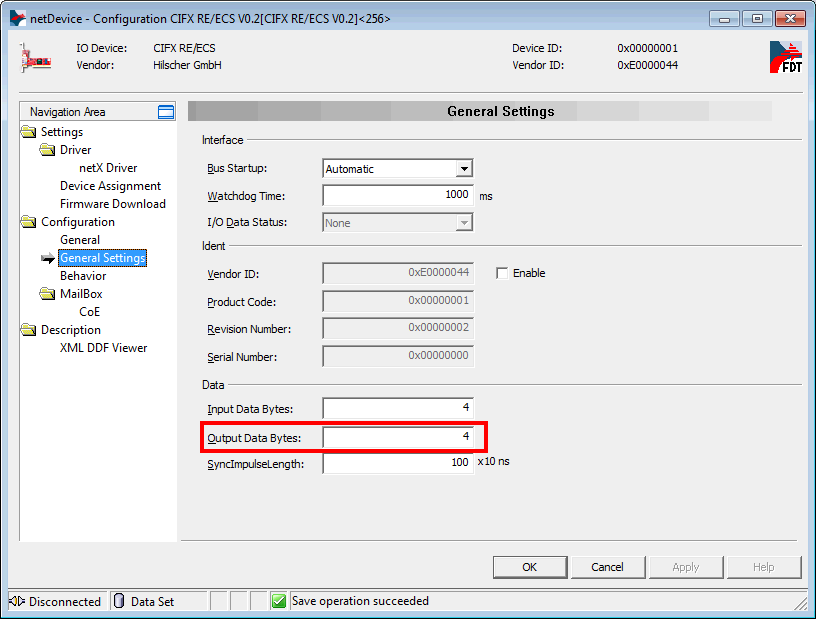 netDevice - Configuration CIFX RE/ECS V0.2[CIFX RE/ECS V0.2]<256>
IO Device: CIFX RE/ECS Device ID: 0x00000001
Vendor: Hilscher GmbH Vendor ID: 0xE0000044
FDT
Navigation Area
Settings
Driver
netX Driver
Device Assignment
Firmware Download
Configuration
General
General Settings
Behavior
MailBox
CoE
Description
XML DDF Viewer
General Settings
Interface
Bus Startup: Automatic
Watchdog Time: 1000 ms
I/O Data Status: None
Ident
Vendor ID: 0xE0000044 Enable
Product Code: 0x00000001
Revision Number: 0x00000002
Serial Number: 0x00000000
Data
Input Data Bytes: 4
Output Data Bytes: 4
SyncImpulseLength: 100 x10 ns
OK Cancel Apply Help
Disconnected Data Set Save operation succeeded